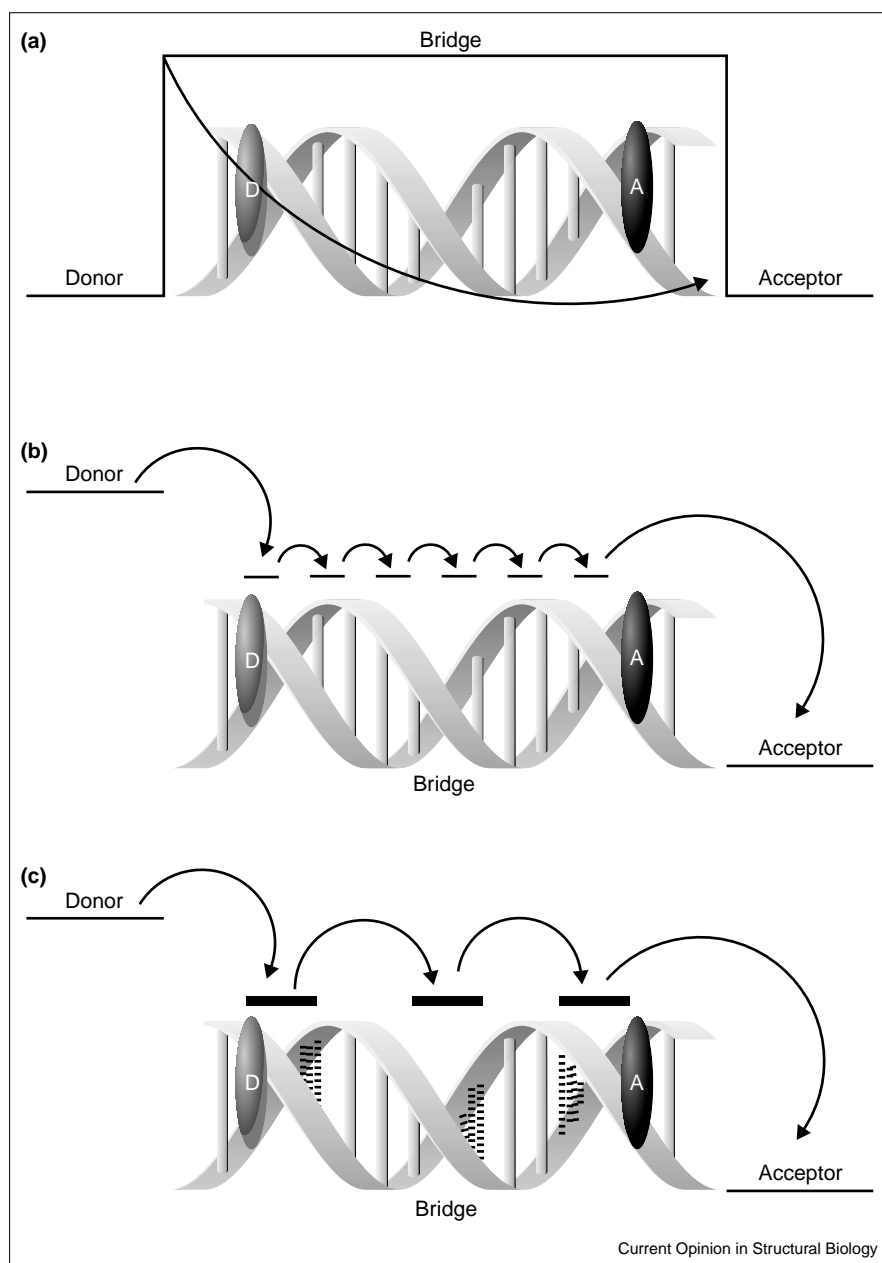 (a)
Bridge
D
A
Donor
Acceptor
(b)
Donor
D
A
Acceptor
Bridge
(c)
Donor
D
A
Acceptor
Bridge
Current Opinion in Structural Biology